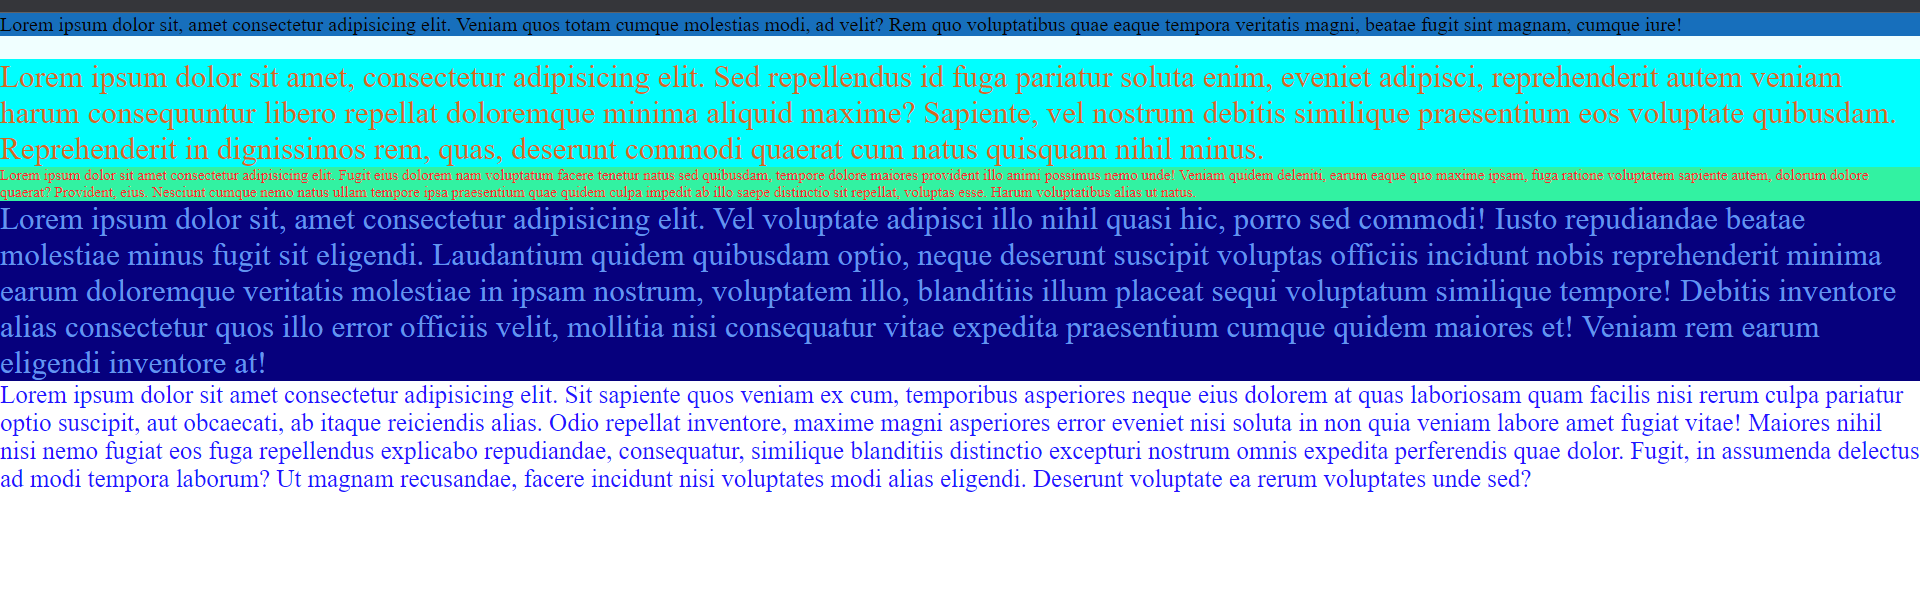 Lorem ipsum dolor sit, amet consectetur adipisicing elit. Veniam quos totam cumque molestias modi, ad velit? Rem quo voluptatibus quae eaque tempora veritatis magni, beatae fugit sint magnam, cumque iure!
Lorem ipsum dolor sit amet, consectetur adipisicing elit. Sed repellendus id fuga pariatur soluta enim, eveniet adipisci, reprehenderit autem veniam
harum consequuntur libero repellat doloremque minima aliquid maxime? Sapiente, vel nostrum debitis similique praesentium eos voluptate quibusdam.
Reprehenderit in dignissimos rem, quas, deserunt commodi quaerat cum natus quisquam nihil minus.
Lorem ipsum dolor sit amet consectetur adipisicing elit. Fugit eius dolorem nam voluptatum facere tenetur natus sed quibusdam, tempore dolore maiores provident illo animi possimus nemo unde! Veniam quidem deleniti, earum eaque quo maxime ipsam, fuga ratione voluptatem sapiente autem, dolorum dolore
quaerat? Provident, eius. Nesciunt cumque nemo natus ullam tempore ipsa praesentium quae quidem culpa impedit ab illo saepe distinctio sit repellat, voluptas esse. Harum voluptatibus alias ut natus.
Lorem ipsum dolor sit, amet consectetur adipisicing elit. Vel voluptate adipisci illo nihil quasi hic, porro sed commodi! Iusto repudiandae beatae
molestiae minus fugit sit eligendi. Laudantium quidem quibusdam optio, neque deserunt suscipit voluptas officiis incidunt nobis reprehenderit minima
earum doloremque veritatis molestiae in ipsam nostrum, voluptatem illo, blanditiis illum placeat sequi voluptatum similique tempore! Debitis inventore
alias consectetur quos illo error officiis velit, mollitia nisi consequatur vitae expedita praesentium cumque quidem maiores et! Veniam rem earum
eligendi inventore at!
Lorem ipsum dolor sit amet consectetur adipisicing elit. Sit sapiente quos veniam ex cum, temporibus asperiores neque eius dolorem at quas laboriosam quam facilis nisi rerum culpa pariatur
optio suscipit, aut obcaecati, ab itaque reiciendis alias. Odio repellat inventore, maxime magni asperiores error eveniet nisi soluta in non quia veniam labore amet fugiat vitae! Maiores nihil
nisi nemo fugiat eos fuga repellendus explicabo repudiandae, consequatur, similique blanditiis distinctio excepturi nostrum omnis expedita perferendis quae dolor. Fugit, in assumenda delectus
ad modi tempora laborum? Ut magnam recusandae, facere incidunt nisi voluptates modi alias eligendi. Deserunt voluptate ea rerum voluptates unde sed?